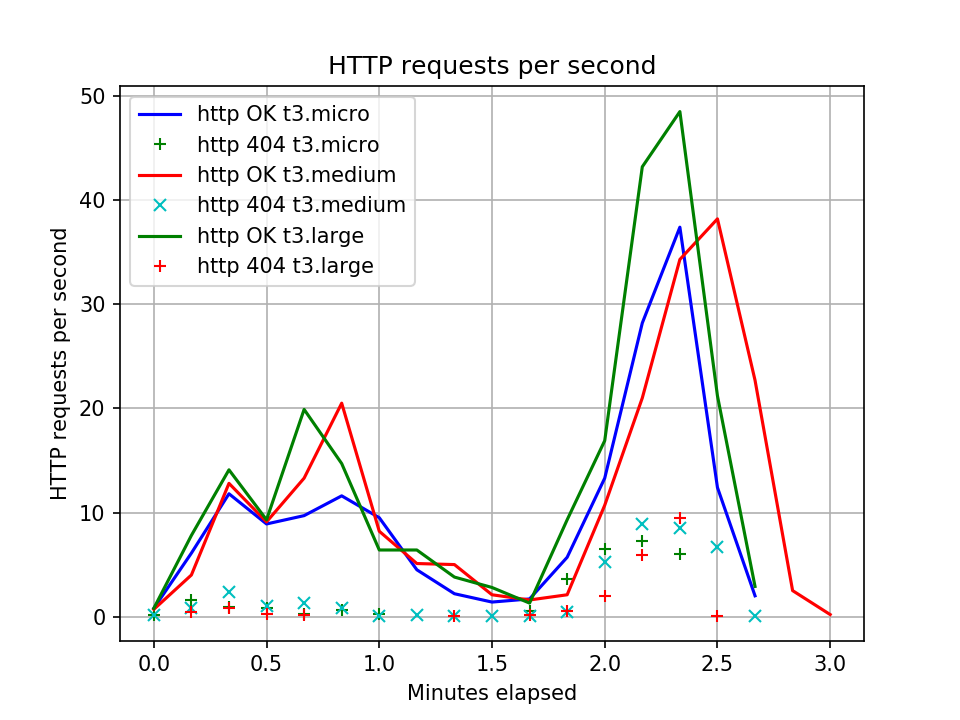 HTTP requests per second
50
40
30
20
10
0
HTTP requests per second
http OK t3.micro
http 404 t3.micro
http OK t3.medium
http 404 t3.medium
http OK t3.large
http 404 t3.large
0.0 0.5 1.0 1.5 2.0 2.5 3.0
Minutes elapsed